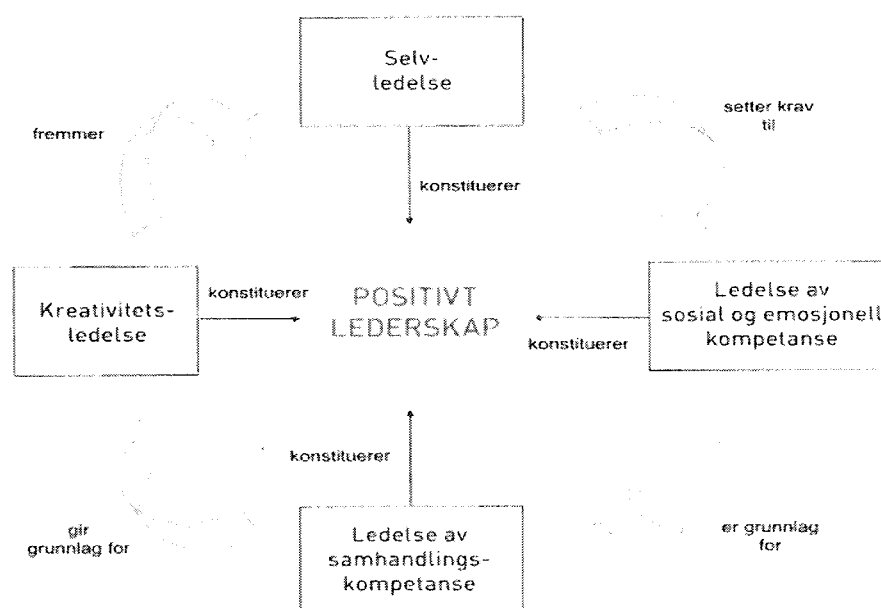 Selv-
ledelse
fremmer
setter krav
til
konstituerer
Kreativitets-
ledelse
konstituerer
POSITIVT
LEDERSKAP
konstituerer
Ledelse av
sosial og emosjonell
kompetanse
konstituerer
gir
grunnlag for
Ledelse av
samhandlings-
kompetanse
er grunnlag
for